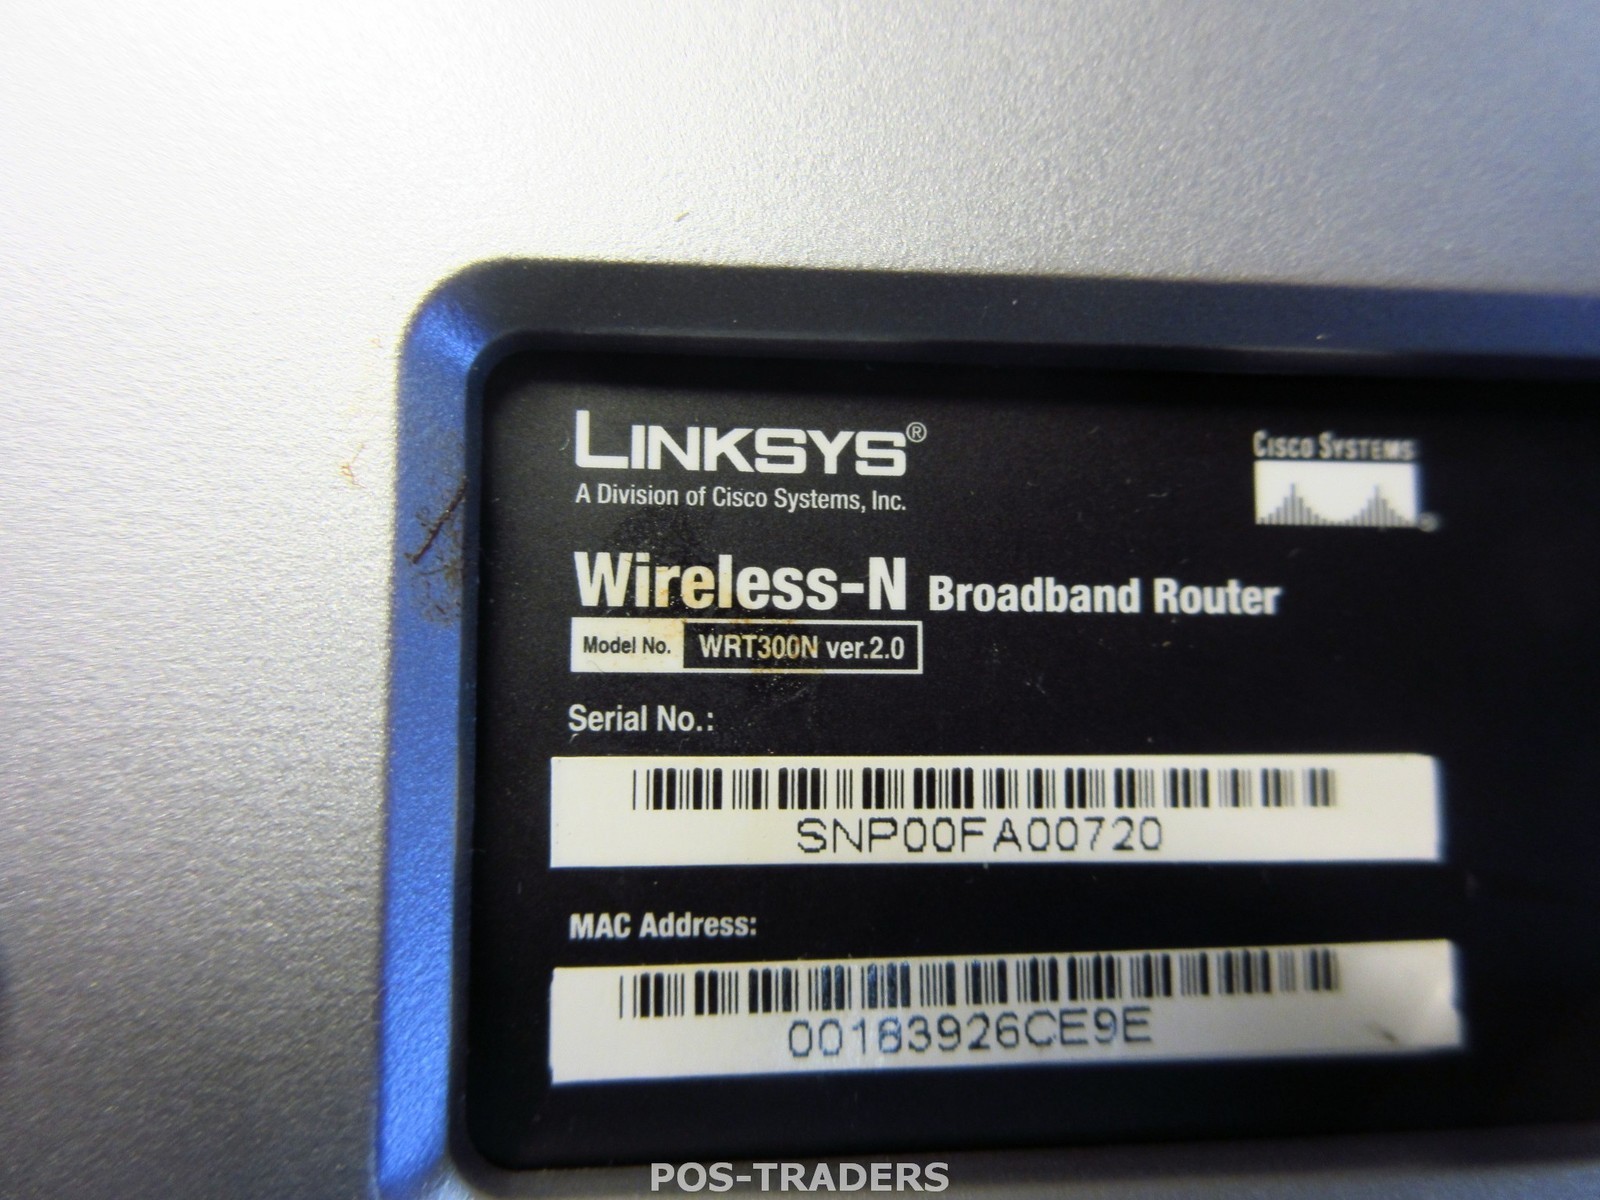 LINKSYS®
CISCO SYSTEMS
A Division of Cisco Systems, Inc.
Wireless-N Broadband Router
Model No. WRT300N ver.2.0
Serial No.:
SNP00FA00720
MAC Address:
00183926CE9E
POS-TRADERS